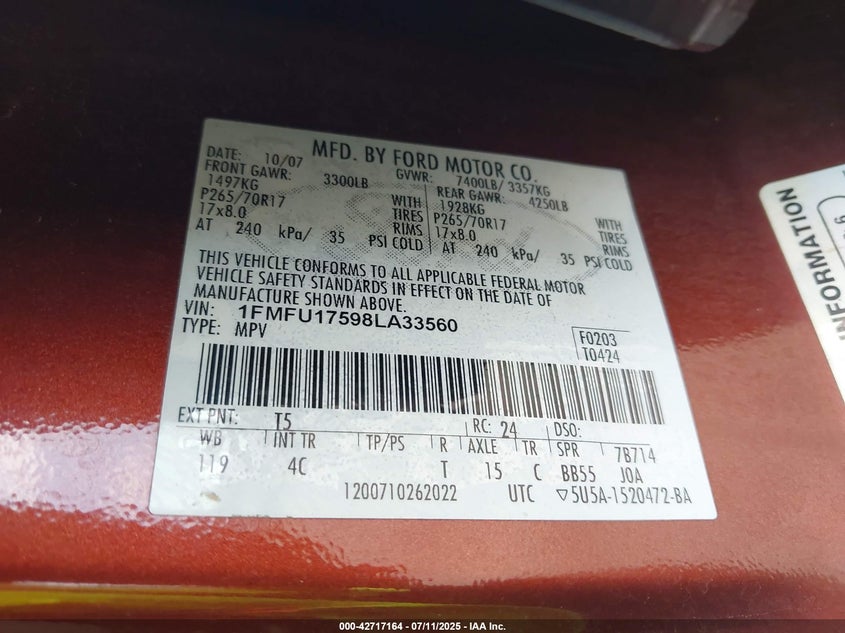 MFD. BY FORD MOTOR CO.
DATE: 10/07 GVWR: 7400LB/ 3357KG
FRONT GAWR: 3300LB REAR GAWR: 4250LB
1497KG WITH 1928KG WITH
P265/70R17 TIRES P265/70R17 TIRES
17x8.0 RIMS 17x8.0 RIMS
AT 240 kPa/ 35 PSI COLD AT 240 kPa/ 35 PSI COLD
THIS VEHICLE CONFORMS TO ALL APPLICABLE FEDERAL MOTOR
VEHICLE SAFETY STANDARDS IN EFFECT ON THE DATE OF
MANUFACTURE SHOWN ABOVE.
VIN: 1FMFU17598LA33560
TYPE: MPV
F0203
T0424
EXT PNT: T5 RC: 24 DSO:
WB INT TR TP/PS R AXLE TR SPR 7B714
119 4C T 15 C BB55 J0A
1200710262022 UTC ▽5U5A-1520472-BA
INFORMATION
000-42717164 - 07/11/2025 - IAA Inc.